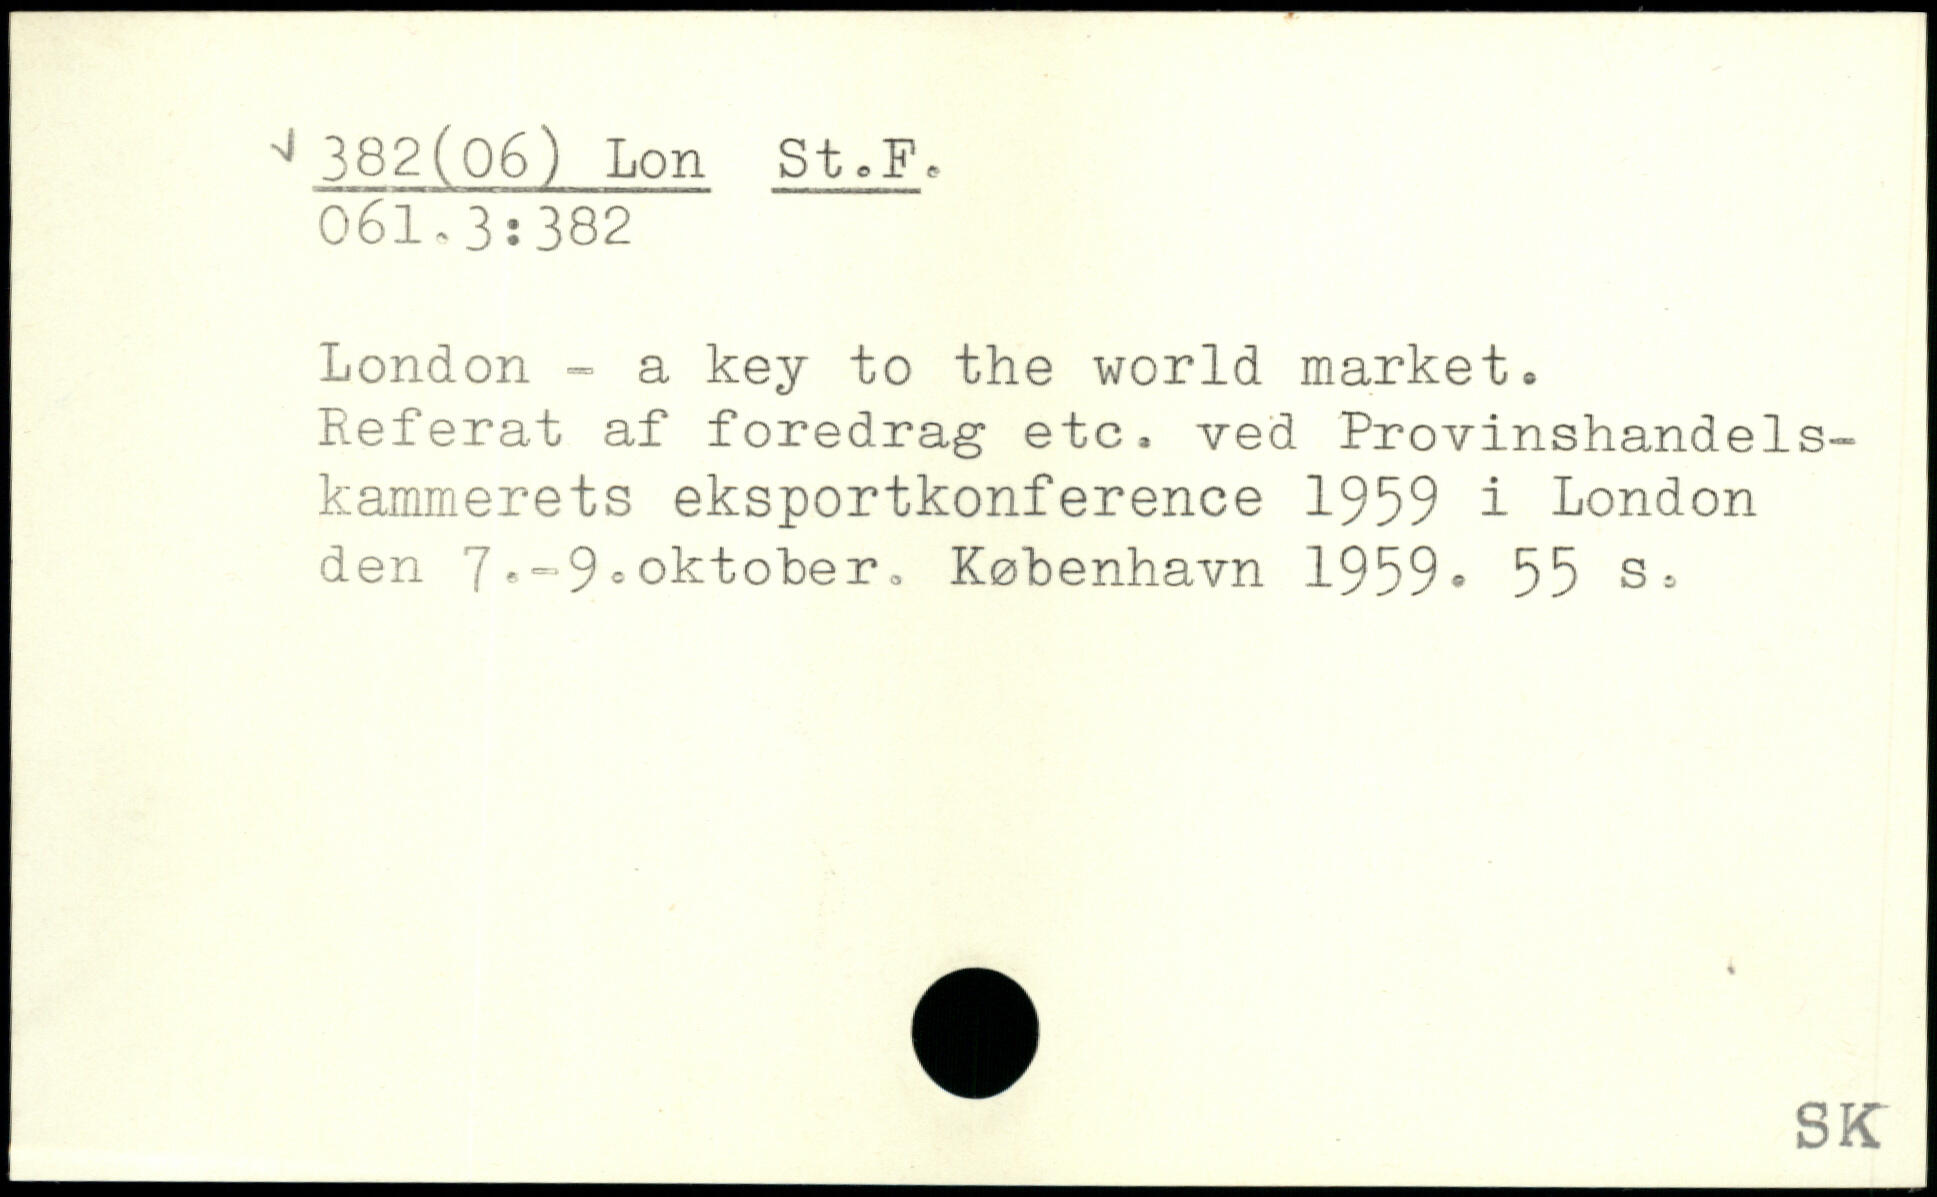 ✓ 382(06) Lon St.F.
061.3:382
London - a key to the world market.
Referat af foredrag etc. ved Provinshandels-
kammerets eksportkonference 1959 i London
den 7.-9.oktober. København 1959. 55 s.
SK